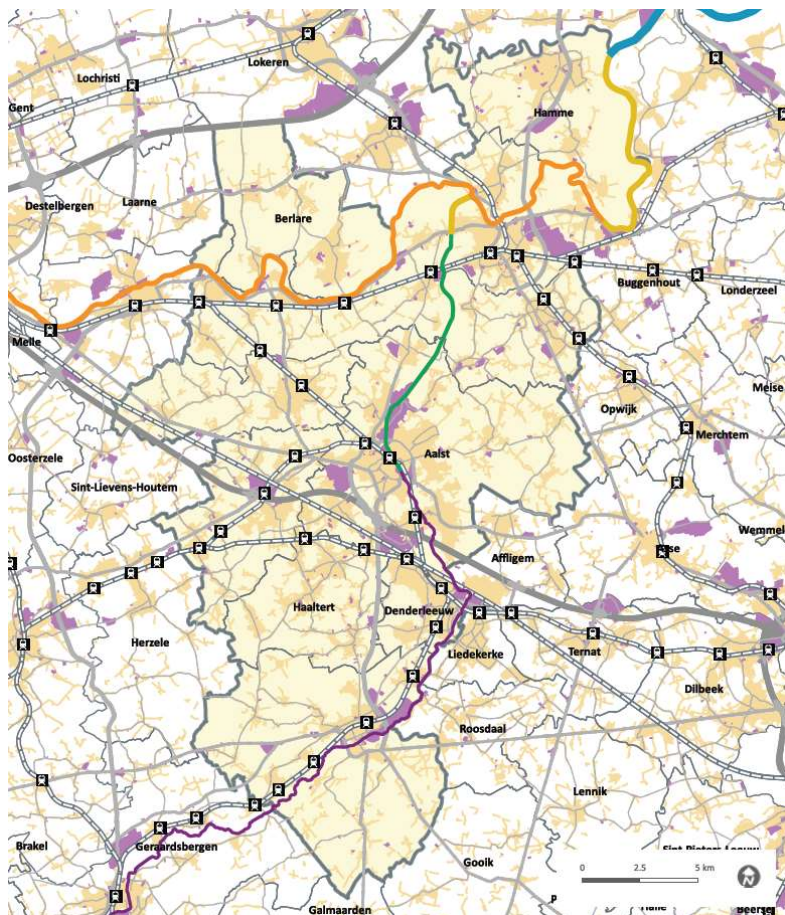 Lokeren
Lochristi
Gent
Hamme
Destelbergen
Laarne
Berlare
Buggenhout
Londerzeel
Melle
Meise
Opwijk
Merchtem
Oosterzele
Aalst
Sint-Lievens-Houtem
Affligem
Haaltert
Denderleeuw
Herzele
Liedekerke
Ternat
Dilbeek
Roosdaal
Lennik
Brakel
Geraardsbergen
Gooik
0 2.5 5 km
N
Galmaarden